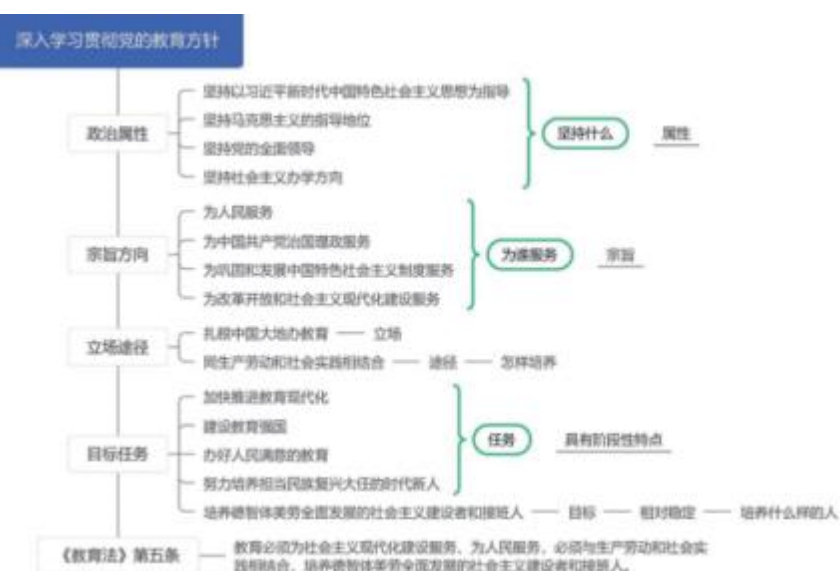 深入学习贯彻党的教育方针
坚持以习近平新时代中国特色社会主义思想为指导
政治属性
坚持马克思主义的指导地位
坚持什么
属性
坚持党的全面领导
坚持社会主义办学方向
为人民服务
宗旨方向
为中国共产党治国理政服务
为谁服务
宗旨
为巩固和发展中国特色社会主义制度服务
为改革开放和社会主义现代化建设服务
立场途径
扎根中国大地办教育
立场
同生产劳动和社会实践相结合
途径
怎样培养
加快推进教育现代化
建设教育强国
目标任务
办好人民满意的教育
任务
具有阶段性特点
努力培养担当民族复兴大任的时代新人
培养德智体美劳全面发展的社会主义建设者和接班人
目标
相对稳定
培养什么样的人
《教育法》第五条
教育必须为社会主义现代化建设服务、为人民服务，必须与生产劳动和社会实
践相结合，培养德智体美劳全面发展的社会主义建设者和接班人。